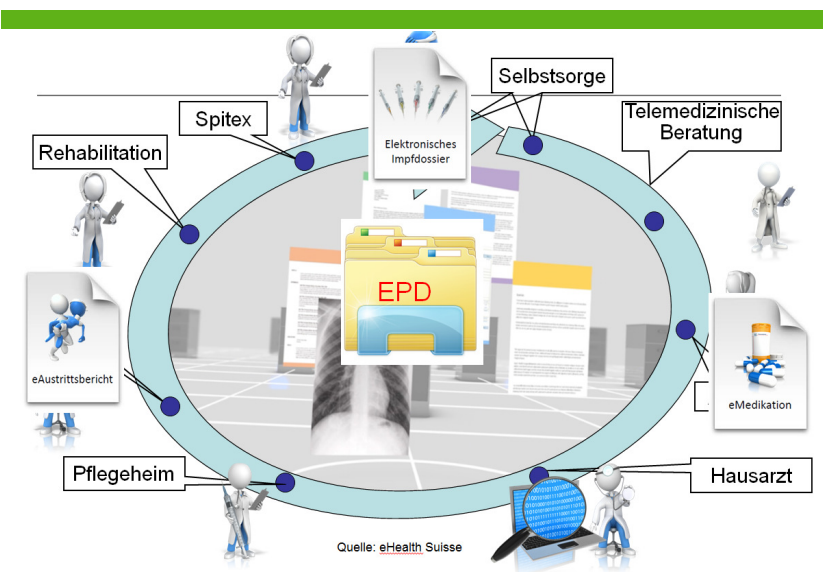 Selbstsorge
Telemedizinische
Beratung
Spitex
Elektronisches
Impfdossier
Rehabilitation
EPD
eAustrittsbericht
eMedikation
Pflegeheim
Hausarzt
Quelle: eHealth Suisse